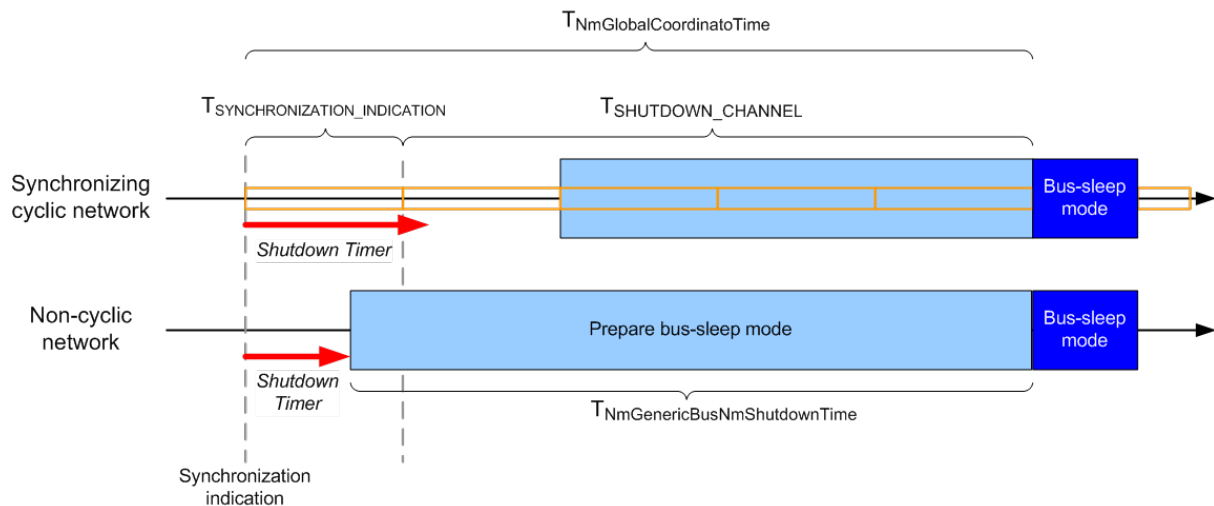 TNmGlobalCoordinatoTime
TSYNCHRONIZATION_INDICATION
TSHUTDOWN_CHANNEL
Synchronizing
cyclic network
Bus-sleep
mode
Shutdown Timer
Non-cyclic
network
Prepare bus-sleep mode
Bus-sleep
mode
Shutdown
Timer
TNmGenericBusNmShutdownTime
Synchronization
indication